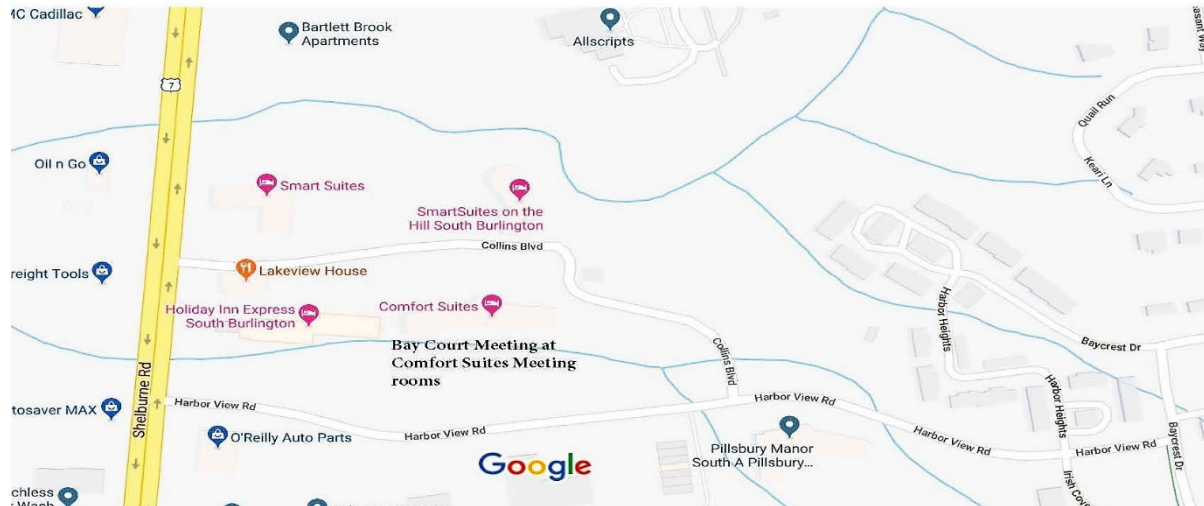 MC Cadillac
Bartlett Brook
Apartments
Allscripts
7
Quail Run
Keari Ln
Oil n Go
Smart Suites
SmartSuites on the
Hill South Burlington
Collins Blvd
reight Tools
Lakeview House
Holiday Inn Express
South Burlington
Comfort Suites
Harbor Heights
Baycrest Dr
Bay Court Meeting at
Comfort Suites Meeting
rooms
Collins Blvd
Shelburne Rd
tosaver MAX
Harbor View Rd
O'Reilly Auto Parts
Harbor View Rd
Google
Harbor View Rd
Pillsbury Manor
South A Pillsbury...
Harbor View Rd
Harbor Heights
Harbor View Rd
Baycrest Dr
Irish Cov
chless
Wash